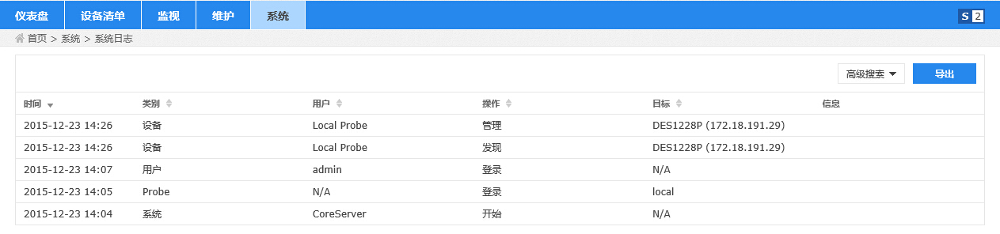 仪表盘 设备清单 监视 维护 系统 S 2
首页 > 系统 > 系统日志
高级搜索 导出
时间 类别 用户 操作 目标 信息
2015-12-23 14:26 设备 Local Probe 管理 DES1228P (172.18.191.29)
2015-12-23 14:26 设备 Local Probe 发现 DES1228P (172.18.191.29)
2015-12-23 14:07 用户 admin 登录 N/A
2015-12-23 14:05 Probe N/A 登录 local
2015-12-23 14:04 系统 CoreServer 开始 N/A